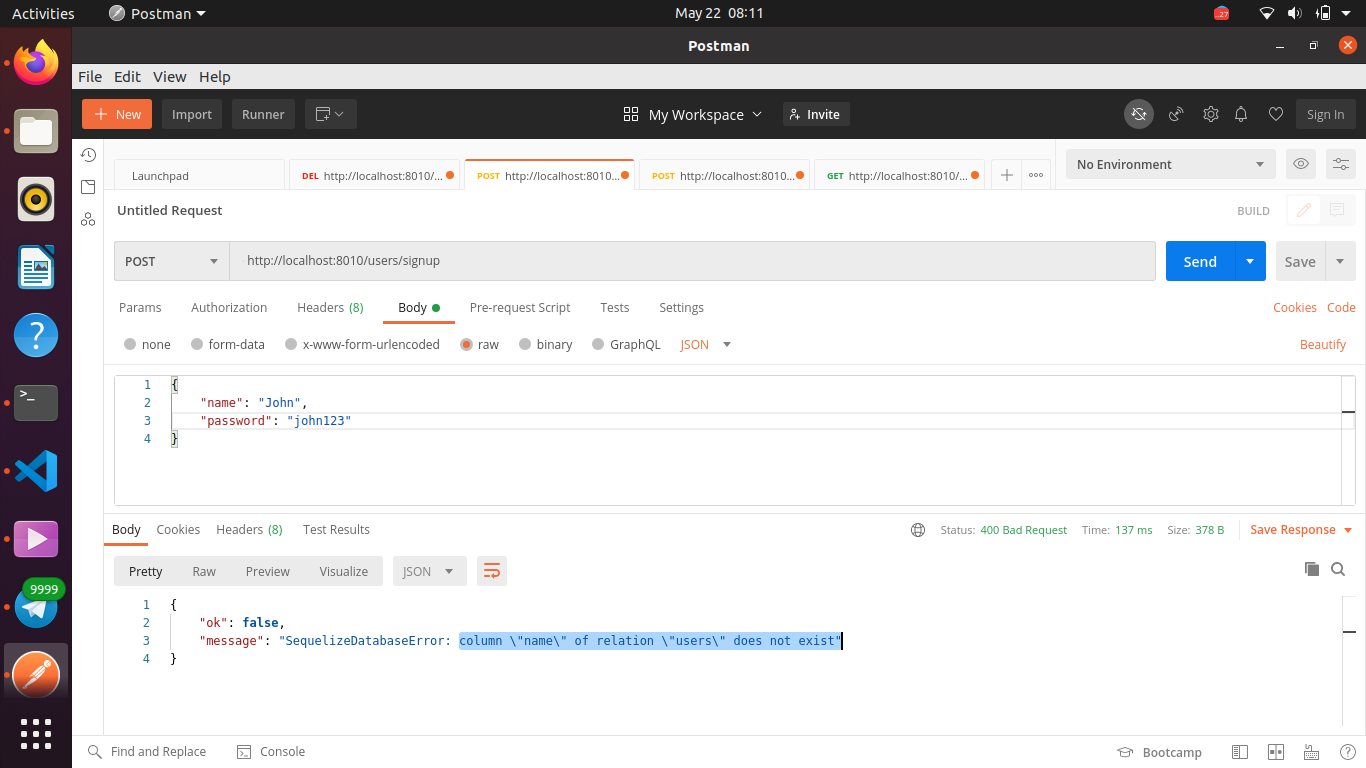 Activities Postman May 22 08:11
Postman
File Edit View Help
+ New Import Runner My Workspace Invite Sign In
Launchpad DEL http://localhost:8010/... POST http://localhost:8010... POST http://localhost:8010... GET http://localhost:8010/... No Environment
Untitled Request BUILD
POST http://localhost:8010/users/signup Send Save
Params Authorization Headers (8) Body Pre-request Script Tests Settings Cookies Code
none form-data x-www-form-urlencoded raw binary GraphQL JSON Beautify
1 {
2 "name": "John",
3 "password": "john123"
4 }
Body Cookies Headers (8) Test Results Status: 400 Bad Request Time: 137 ms Size: 378 B Save Response
Pretty Raw Preview Visualize JSON
1 {
2 "ok": false,
3 "message": "SequelizeDatabaseError: column \"name\" of relation \"users\" does not exist"
4 }
9999
Find and Replace Console Bootcamp